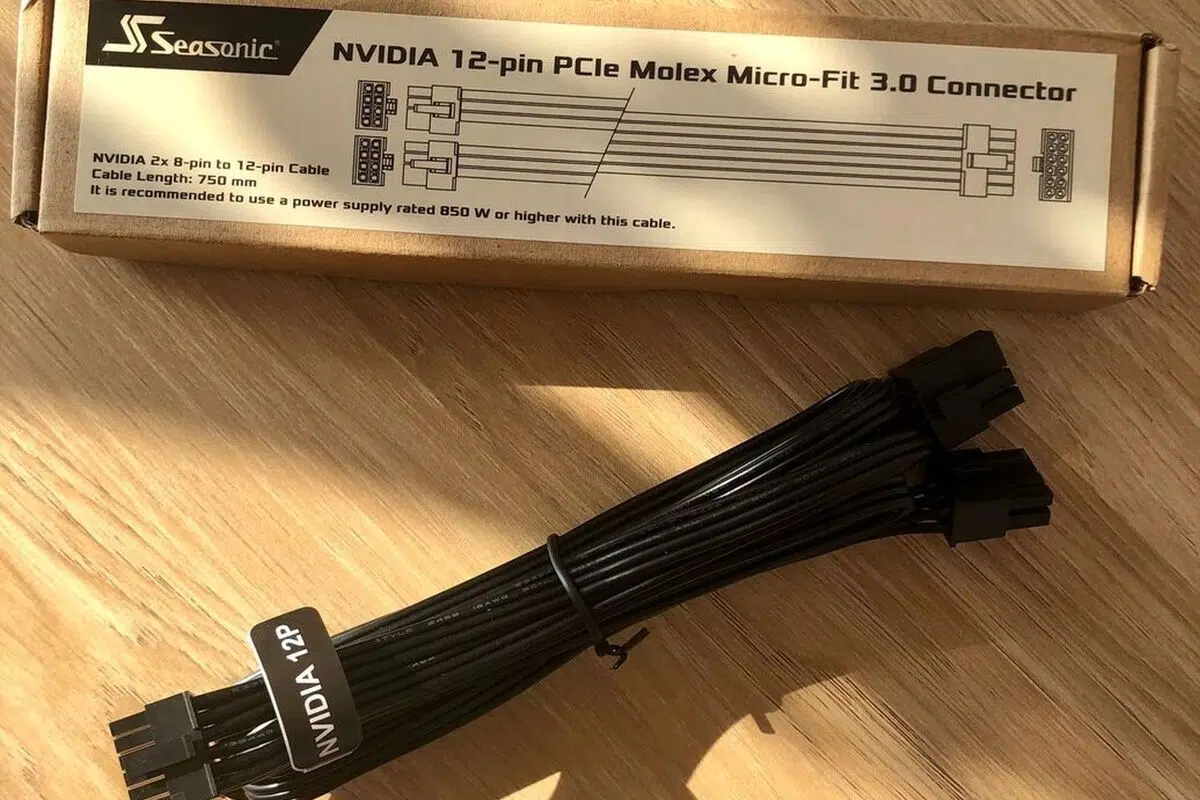 Seasonic
NVIDIA 12-pin PCIe Molex Micro-Fit 3.0 Connector
NVIDIA 2x 8-pin to 12-pin Cable
Cable Length: 750 mm
It is recommended to use a power supply rated 850 W or higher with this cable.
NVIDIA 12P
STYLE 18AWG